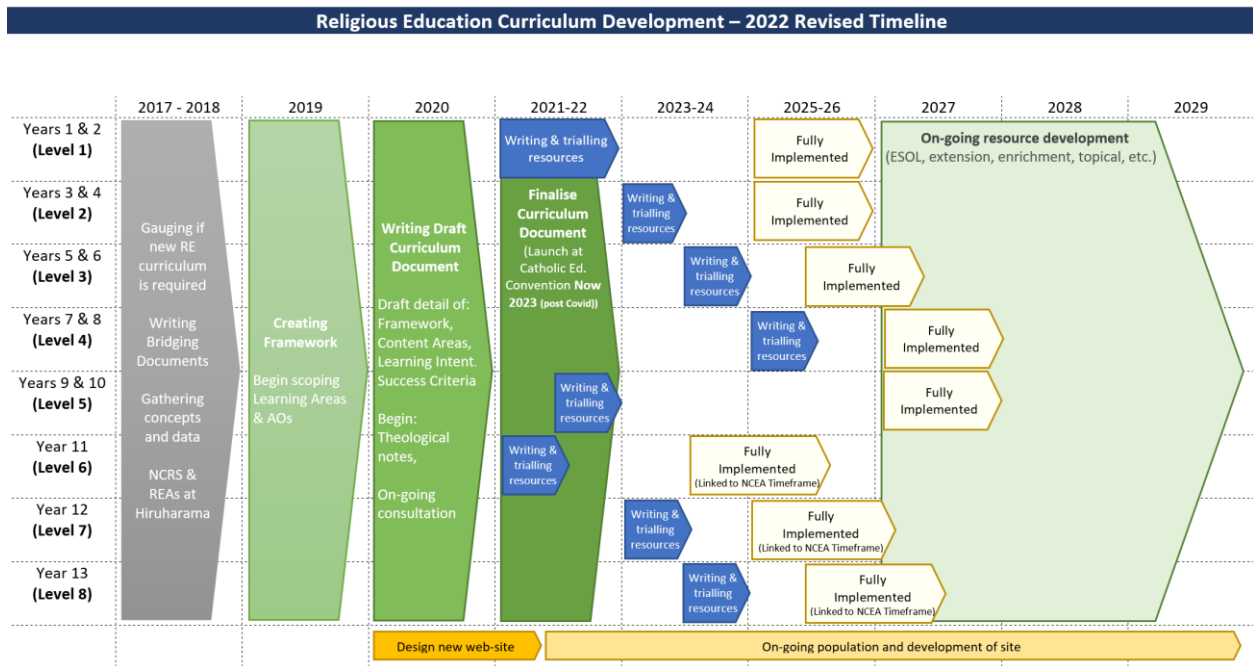 Religious Education Curriculum Development – 2022 Revised Timeline
2017 - 2018
2019
2020
2021-22
2023-24
2025-26
2027
2028
2029
Years 1 & 2
(Level 1)
Writing & trialling
resources
Fully
Implemented
On-going resource development
(ESOL, extension, enrichment, topical, etc.)
Years 3 & 4
(Level 2)
Writing &
trialling
resources
Fully
Implemented
Years 5 & 6
(Level 3)
Writing &
trialling
resources
Fully
Implemented
Years 7 & 8
(Level 4)
Writing &
trialling
resources
Fully
Implemented
Years 9 & 10
(Level 5)
Writing &
trialling
resources
Fully
Implemented
Year 11
(Level 6)
Writing &
trialling
resources
Fully
Implemented
(Linked to NCEA Timeframe)
Year 12
(Level 7)
Writing &
trialling
resources
Fully
Implemented
(Linked to NCEA Timeframe)
Year 13
(Level 8)
Writing &
trialling
resources
Fully
Implemented
(Linked to NCEA Timeframe)
Gauging if
new RE
curriculum
is required
Writing
Bridging
Documents
Gathering
concepts
and data
NCRS &
REAs at
Hiruharama
Creating
Framework
Begin scoping
Learning Areas
& AOs
Writing Draft
Curriculum
Document
Draft detail of:
Framework,
Content Areas,
Learning Intent.
Success Criteria
Begin:
Theological
notes,
On-going
consultation
Finalise
Curriculum
Document
(Launch at
Catholic Ed.
Convention Now
2023 (post Covid))
Design new web-site
On-going population and development of site